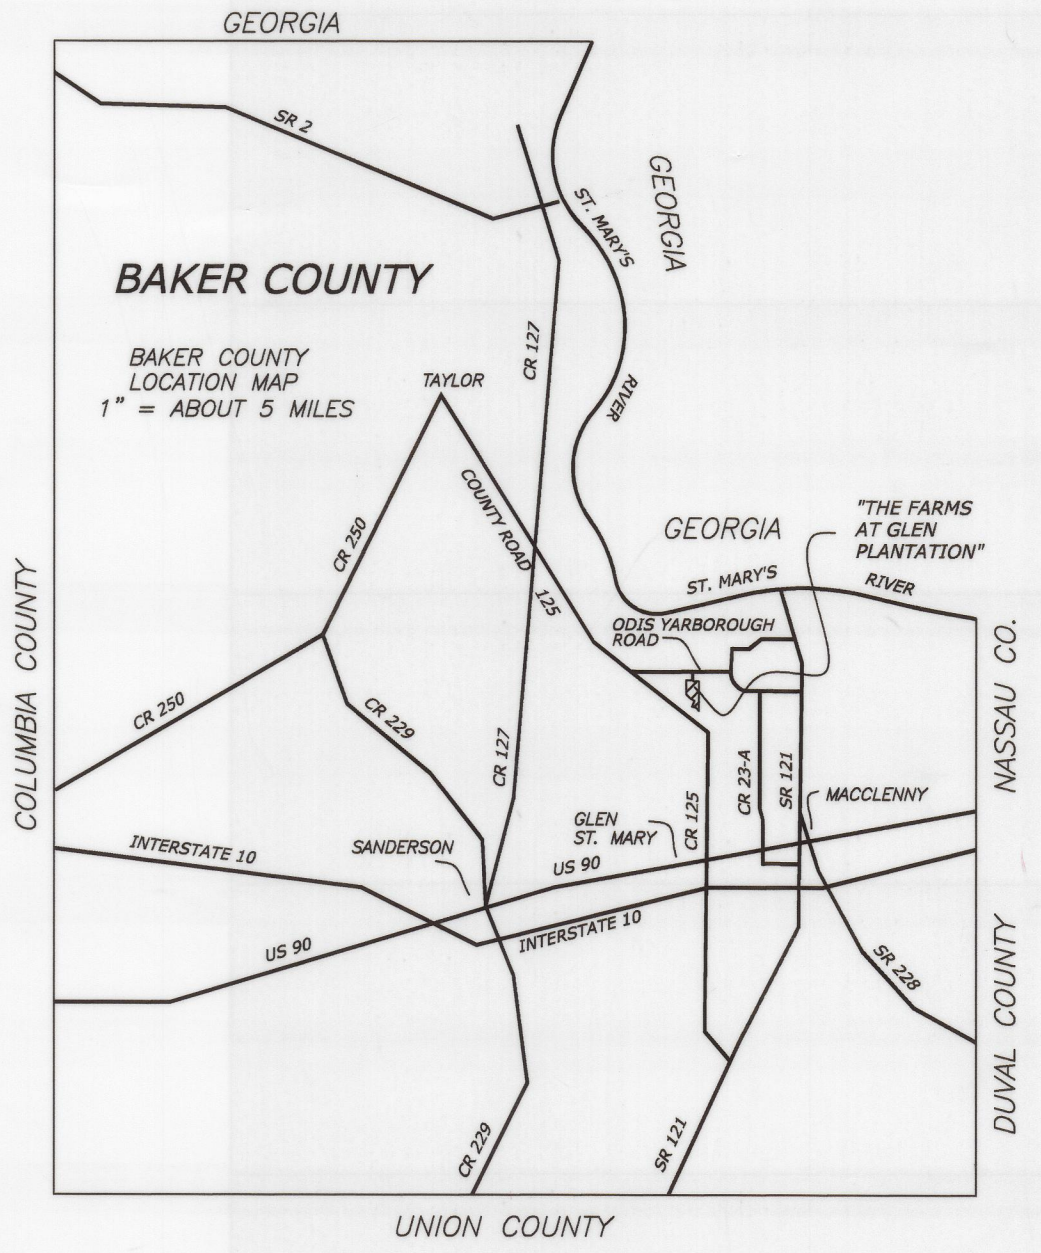 GEORGIA
SR 2
GEORGIA
ST. MARY'S
BAKER COUNTY
CR 127
BAKER COUNTY
LOCATION MAP
1" = ABOUT 5 MILES
TAYLOR
RIVER
COUNTY ROAD
125
CR 250
GEORGIA
"THE FARMS
AT GLEN
PLANTATION"
ST. MARY'S
RIVER
ODIS YARBOROUGH
ROAD
COLUMBIA COUNTY
NASSAU CO.
CR 250
CR 229
CR 127
CR 125
CR 23-A
SR 121
MACCLENNY
GLEN
ST. MARY
INTERSTATE 10
SANDERSON
US 90
US 90
INTERSTATE 10
SR 228
DUVAL COUNTY
CR 229
SR 121
UNION COUNTY